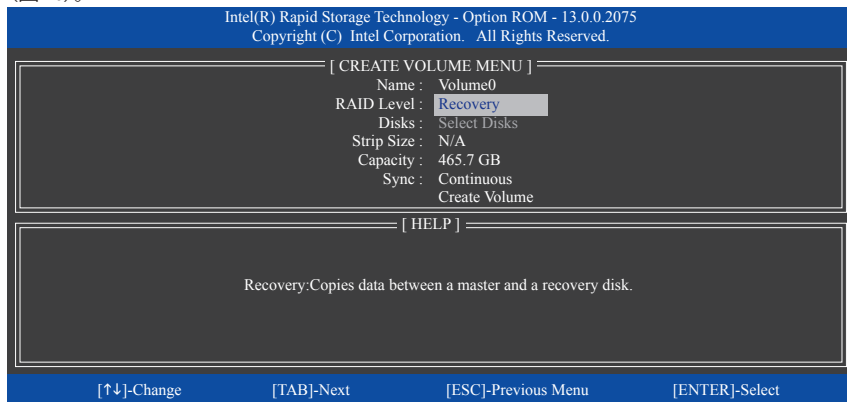 Intel(R) Rapid Storage Technology - Option ROM - 13.0.0.2075
Copyright (C) Intel Corporation. All Rights Reserved.
[ CREATE VOLUME MENU ]
Name : Volume0
RAID Level : Recovery
Disks : Select Disks
Strip Size : N/A
Capacity : 465.7 GB
Sync : Continuous
Create Volume
[ HELP ]
Recovery:Copies data between a master and a recovery disk.
[↑↓]-Change [TAB]-Next [ESC]-Previous Menu [ENTER]-Select